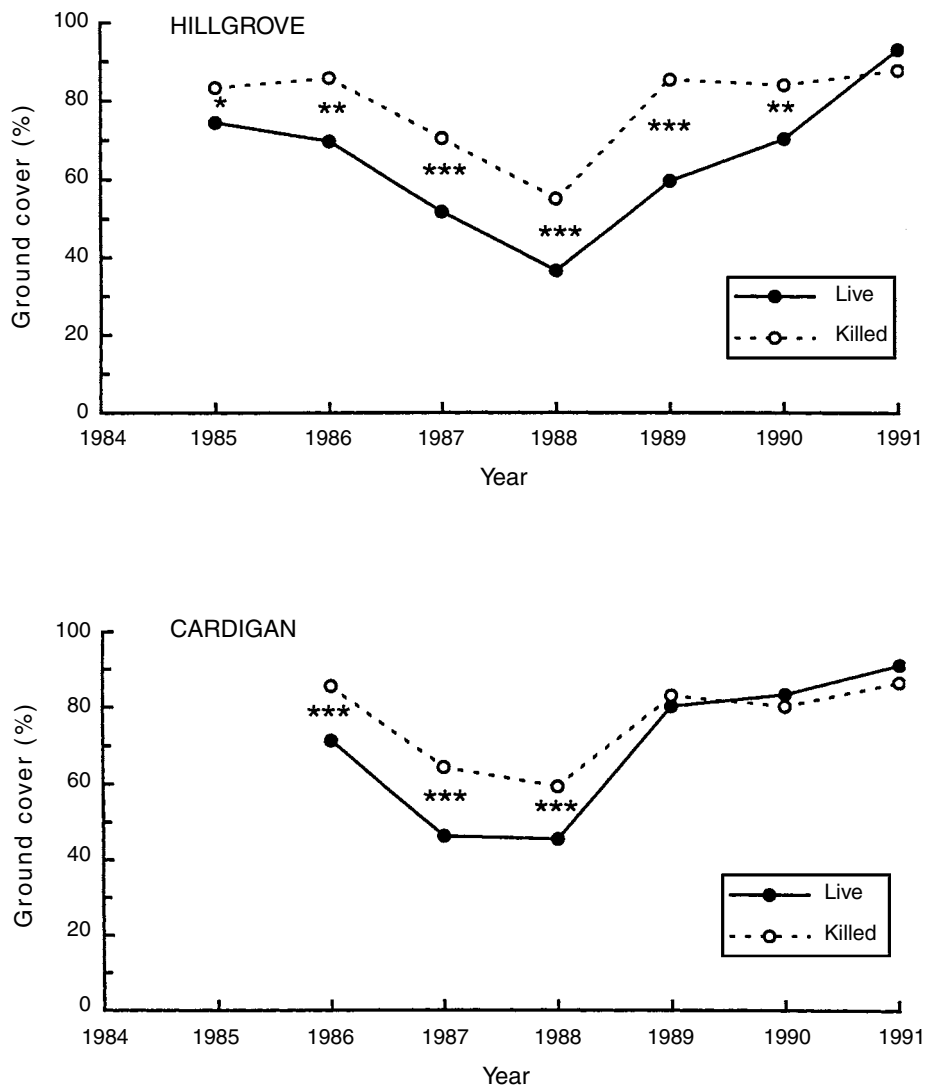 HILLGROVE
100
80
60
40
20
0
Ground cover (%)
* ** *** *** *** **
Live
Killed
1984 1985 1986 1987 1988 1989 1990 1991
Year
CARDIGAN
100
80
60
40
20
0
Ground cover (%)
*** *** ***
Live
Killed
1984 1985 1986 1987 1988 1989 1990 1991
Year